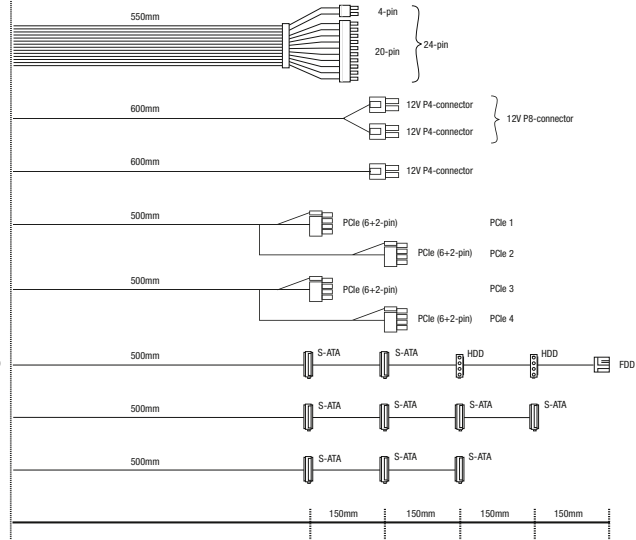 550mm
4-pin
20-pin
24-pin
600mm
12V P4-connector
12V P4-connector
12V P8-connector
600mm
12V P4-connector
500mm
PCIe (6+2-pin)
PCIe 1
PCIe (6+2-pin)
PCIe 2
500mm
PCIe (6+2-pin)
PCIe 3
PCIe (6+2-pin)
PCIe 4
500mm
S-ATA
S-ATA
HDD
HDD
FDD
500mm
S-ATA
S-ATA
S-ATA
S-ATA
500mm
S-ATA
S-ATA
S-ATA
150mm
150mm
150mm
150mm